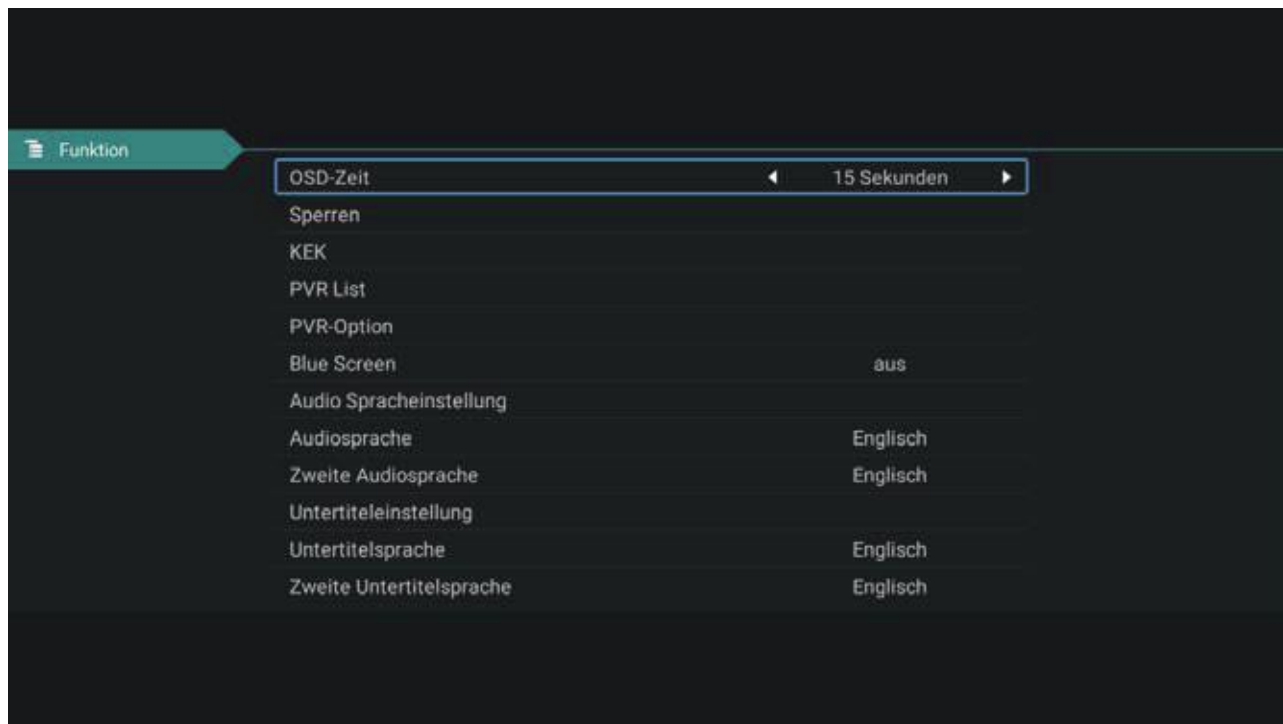 Funktion
OSD-Zeit 15 Sekunden
Sperren
KEK
PVR List
PVR-Option
Blue Screen aus
Audio Spracheinstellung
Audiosprache Englisch
Zweite Audiosprache Englisch
Untertiteleinstellung
Untertitelsprache Englisch
Zweite Untertitelsprache Englisch